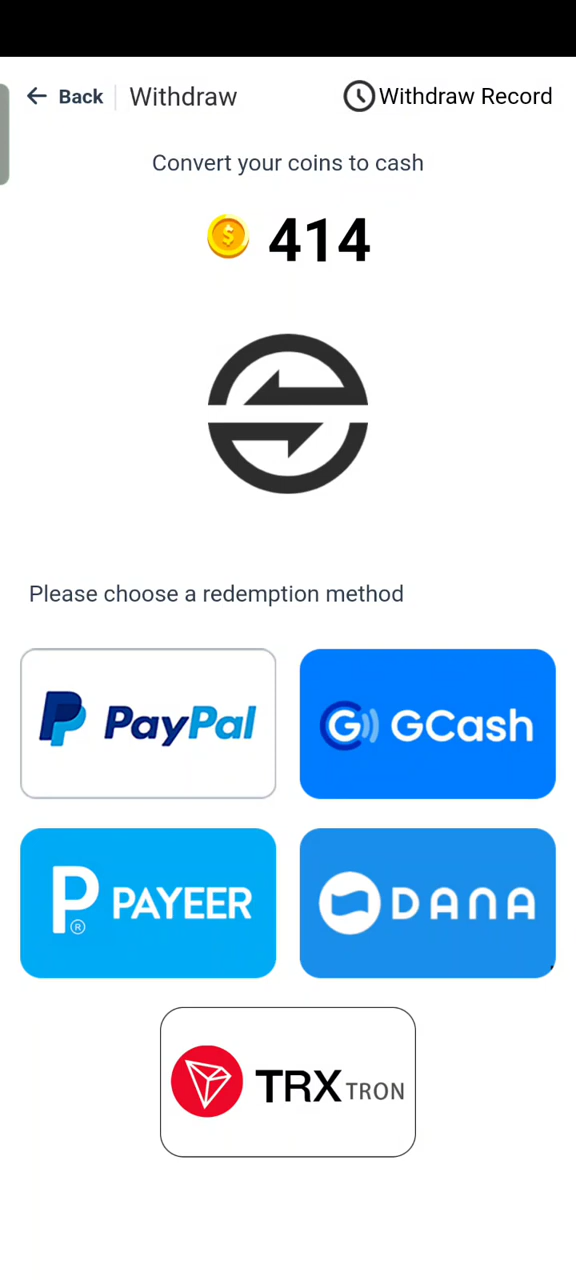 Back
Withdraw
Withdraw Record
Convert your coins to cash
414
Please choose a redemption method
PayPal
GCash
PAYEER
®
DANA
TRX TRON